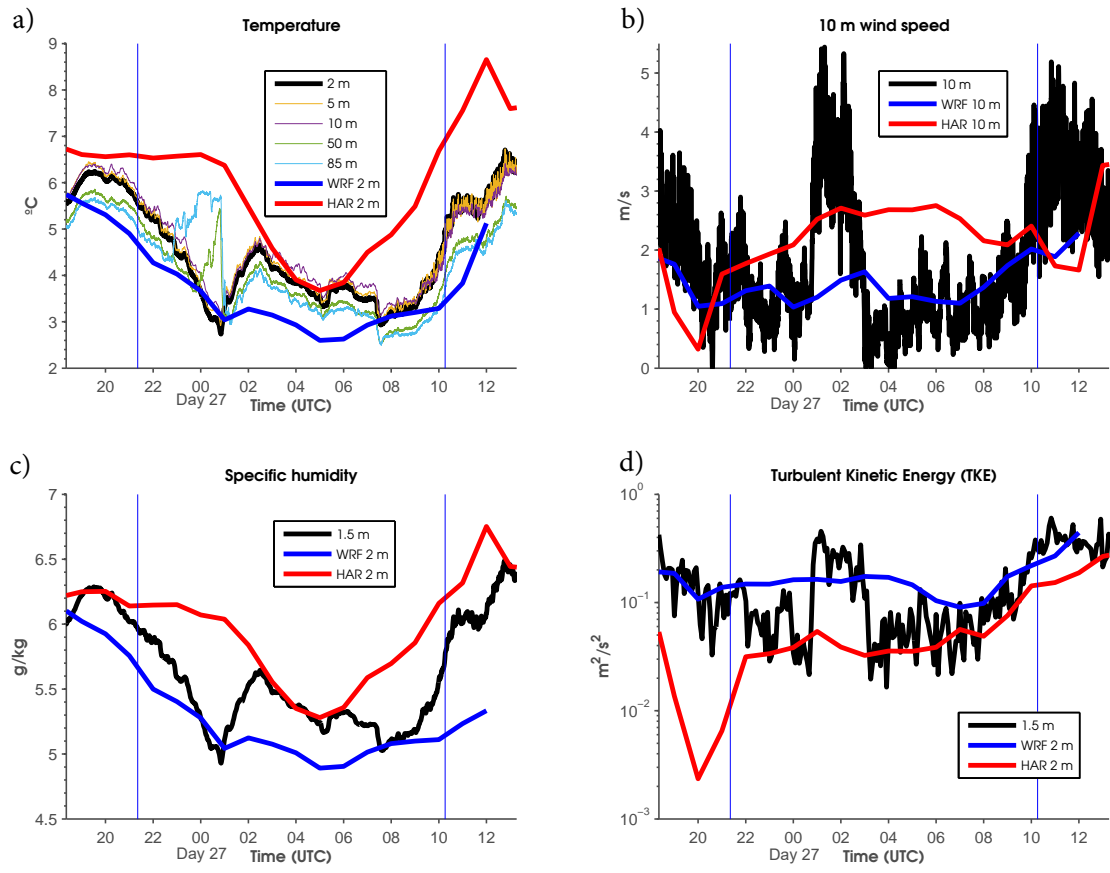 a)
Temperature
9
8
7
6
5
4
3
2
ºC
2 m
5 m
10 m
50 m
85 m
WRF 2 m
HAR 2 m
20 22 00 02 04 06 08 10 12
Day 27
Time (UTC)
b)
10 m wind speed
5
4
3
2
1
0
m/s
10 m
WRF 10 m
HAR 10 m
20 22 00 02 04 06 08 10 12
Day 27
Time (UTC)
c)
Specific humidity
7
6.5
6
5.5
5
4.5
g/kg
1.5 m
WRF 2 m
HAR 2 m
20 22 00 02 04 06 08 10 12
Day 27
Time (UTC)
d)
Turbulent Kinetic Energy (TKE)
10⁰
10⁻¹
10⁻²
10⁻³
m²/s²
1.5 m
WRF 2 m
HAR 2 m
20 22 00 02 04 06 08 10 12
Day 27
Time (UTC)